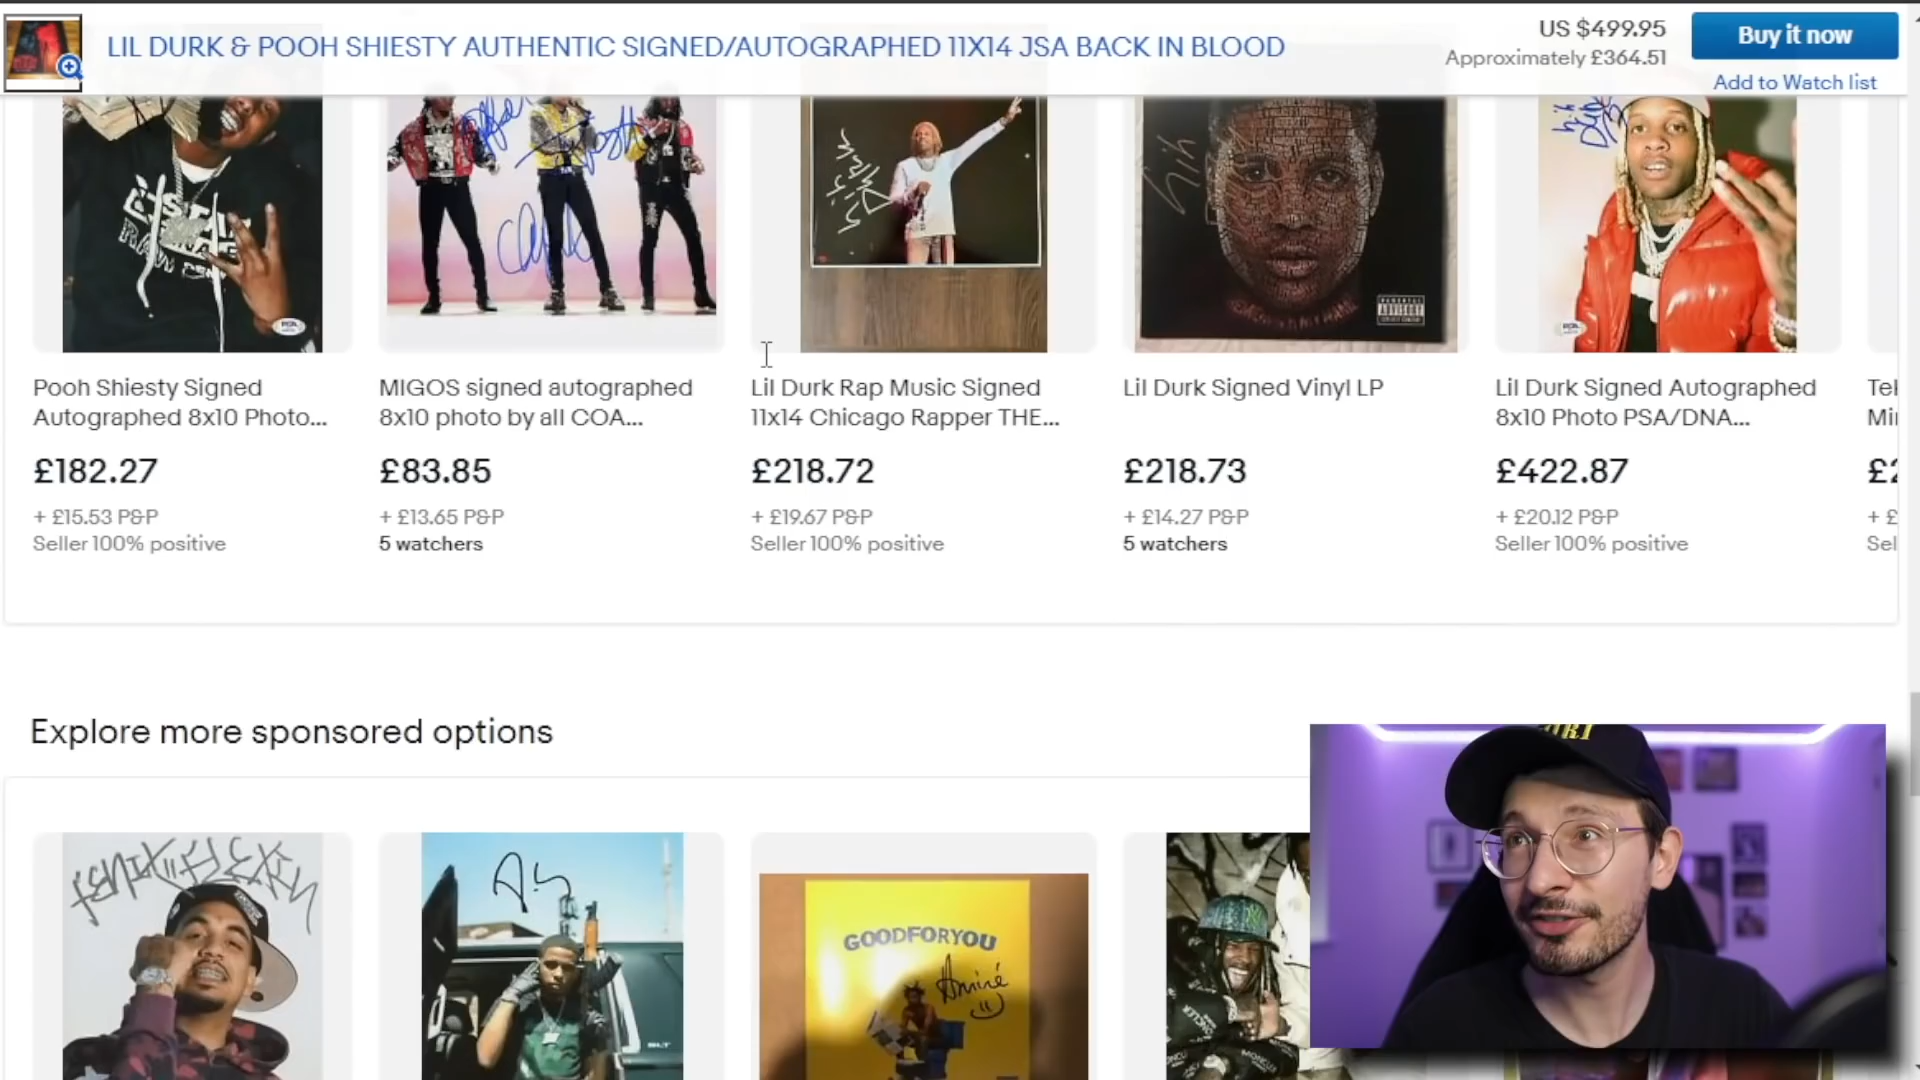 LIL DURK & POOH SHIESTY AUTHENTIC SIGNED/AUTOGRAPHED 11X14 JSA BACK IN BLOOD
US $499.95
Approximately £364.51
Buy it now
Add to Watch list
PARENTAL
ADVISORY
Pooh Shiesty Signed
Autographed 8x10 Photo...
£182.27
+ £15.53 P&P
Seller 100% positive
MIGOS signed autographed
8x10 photo by all COA...
£83.85
+ £13.65 P&P
5 watchers
Lil Durk Rap Music Signed
11x14 Chicago Rapper THE...
£218.72
+ £19.67 P&P
Seller 100% positive
Lil Durk Signed Vinyl LP
£218.73
+ £14.27 P&P
5 watchers
Lil Durk Signed Autographed
8x10 Photo PSA/DNA...
£422.87
+ £20.12 P&P
Seller 100% positive
+ £
Sel
Explore more sponsored options
GOODFORYOU
Aminé